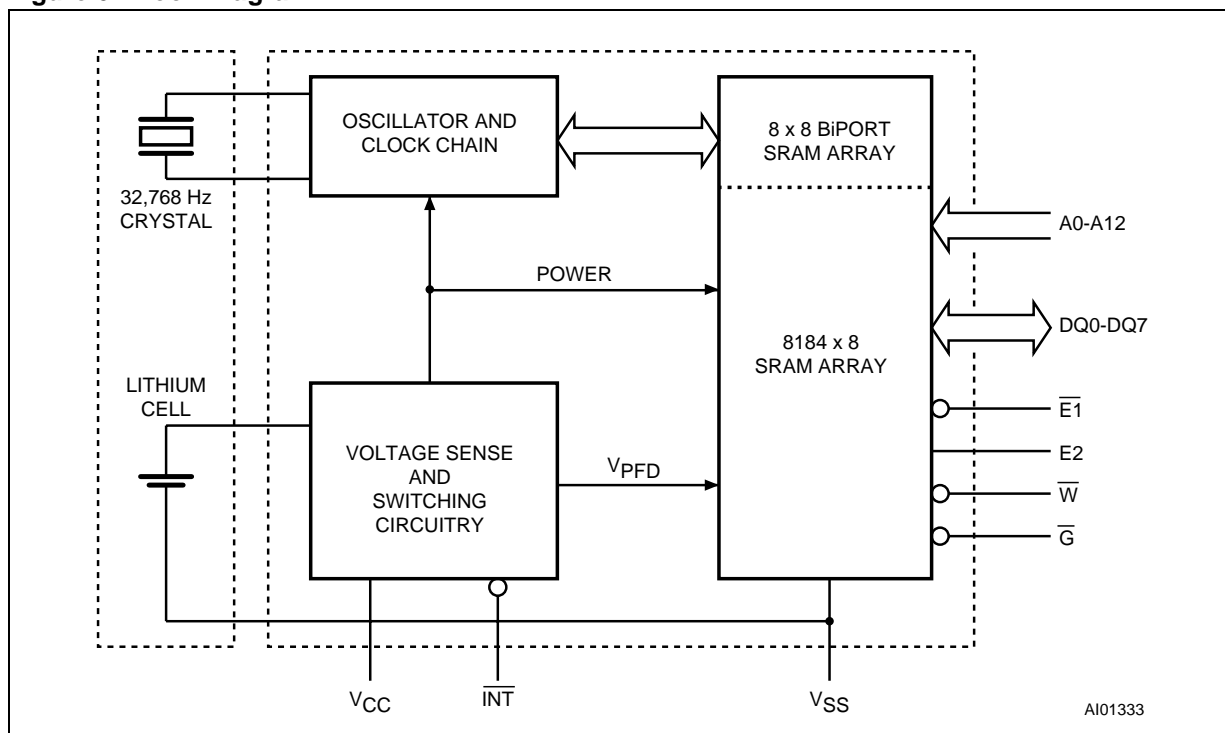 OSCILLATOR AND
CLOCK CHAIN
8 x 8 BiPORT
SRAM ARRAY
32,768 Hz
CRYSTAL
A0-A12
POWER
DQ0-DQ7
8184 x 8
SRAM ARRAY
LITHIUM
CELL
E1
VOLTAGE SENSE
AND
SWITCHING
CIRCUITRY
VPFD
E2
W
G
VCC
INT
VSS
AI01333